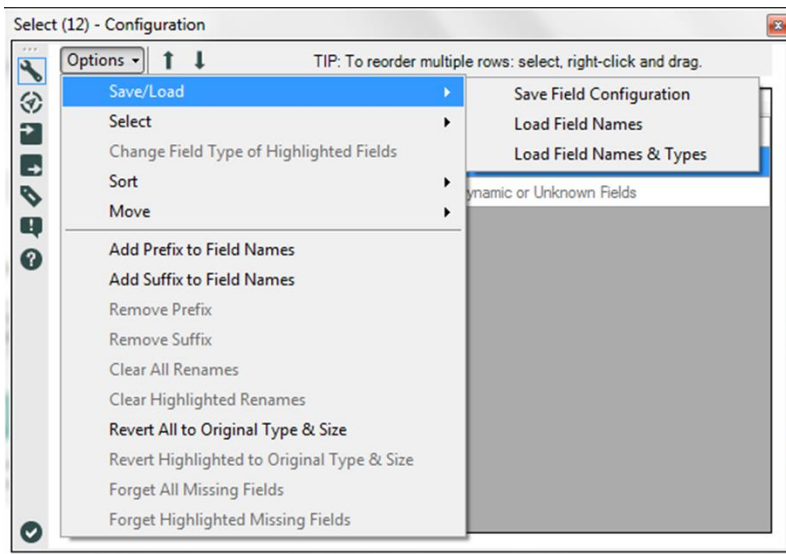 Select (12) - Configuration
Options
TIP: To reorder multiple rows: select, right-click and drag.
Save/Load
Select
Change Field Type of Highlighted Fields
Sort
Move
Add Prefix to Field Names
Add Suffix to Field Names
Remove Prefix
Remove Suffix
Clear All Renames
Clear Highlighted Renames
Revert All to Original Type & Size
Revert Highlighted to Original Type & Size
Forget All Missing Fields
Forget Highlighted Missing Fields
Save Field Configuration
Load Field Names
Load Field Names & Types
ynamic or Unknown Fields